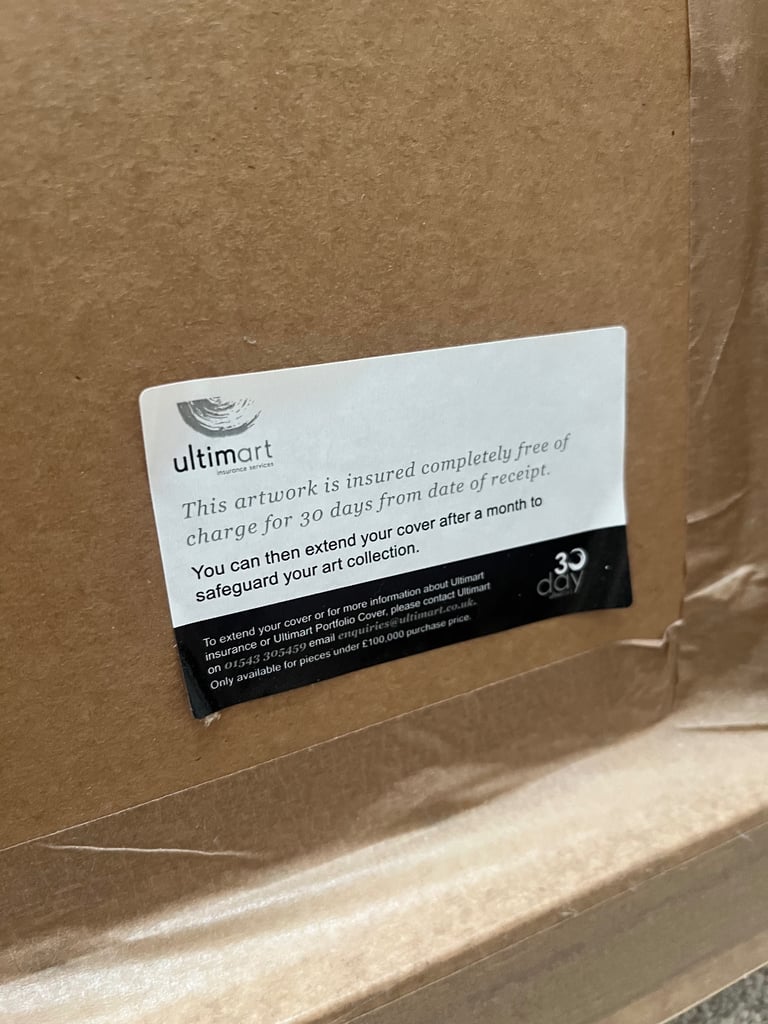 ultimart
insurance services
This artwork is insured completely free of
charge for 30 days from date of receipt.
You can then extend your cover after a month to
safeguard your art collection.
30
day
To extend your cover or for more information about Ultimart
insurance or Ultimart Portfolio Cover, please contact Ultimart
on 01543 305459 email enquiries@ultimart.co.uk.
Only available for pieces under £100,000 purchase price.